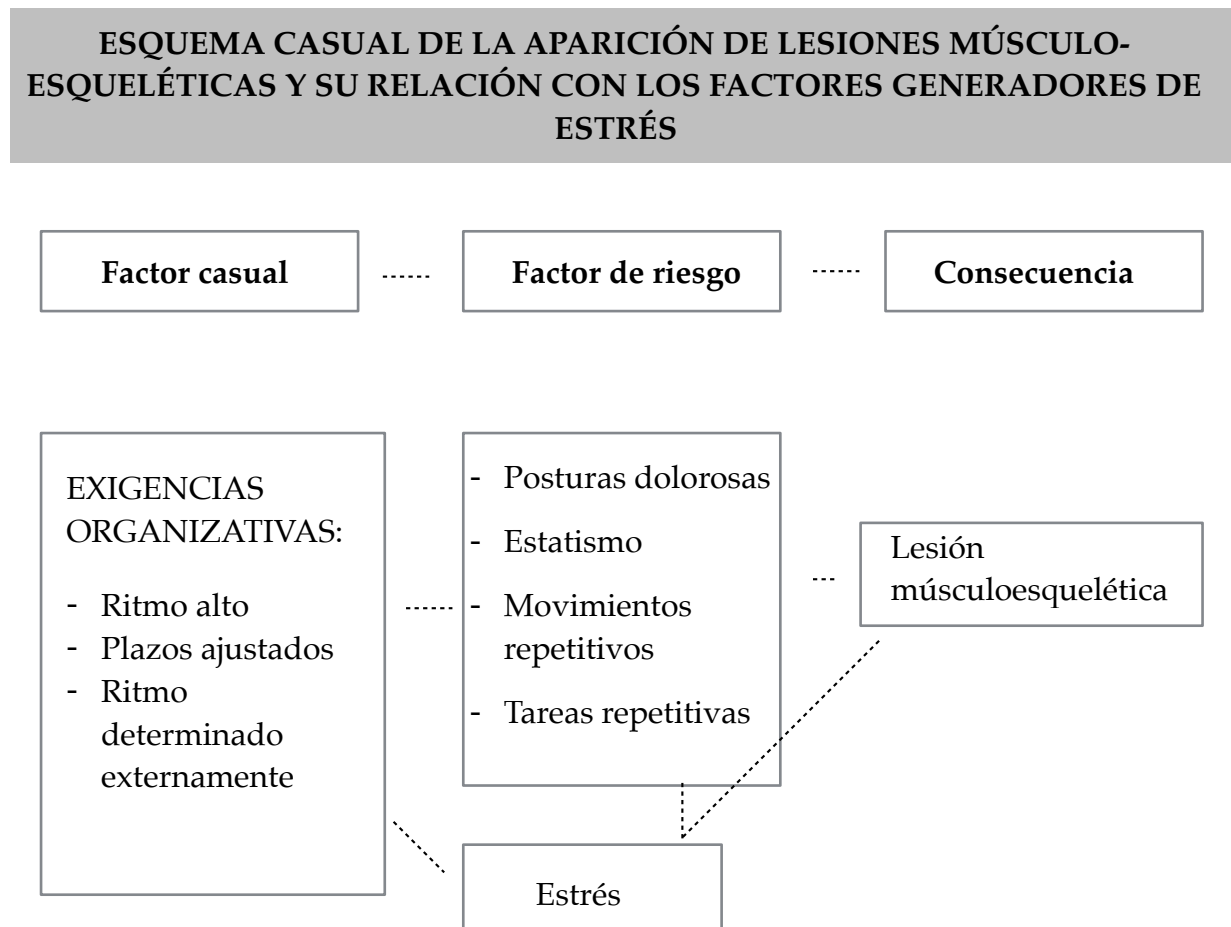 ESQUEMA CASUAL DE LA APARICIÓN DE LESIONES MÚSCULO-
ESQUELÉTICAS Y SU RELACIÓN CON LOS FACTORES GENERADORES DE
ESTRÉS
Factor casual
Factor de riesgo
Consecuencia
EXIGENCIAS
ORGANIZATIVAS:
- Ritmo alto
- Plazos ajustados
- Ritmo
determinado
externamente
- Posturas dolorosas
- Estatismo
- Movimientos
repetitivos
- Tareas repetitivas
Lesión
músculoesquelética
Estrés